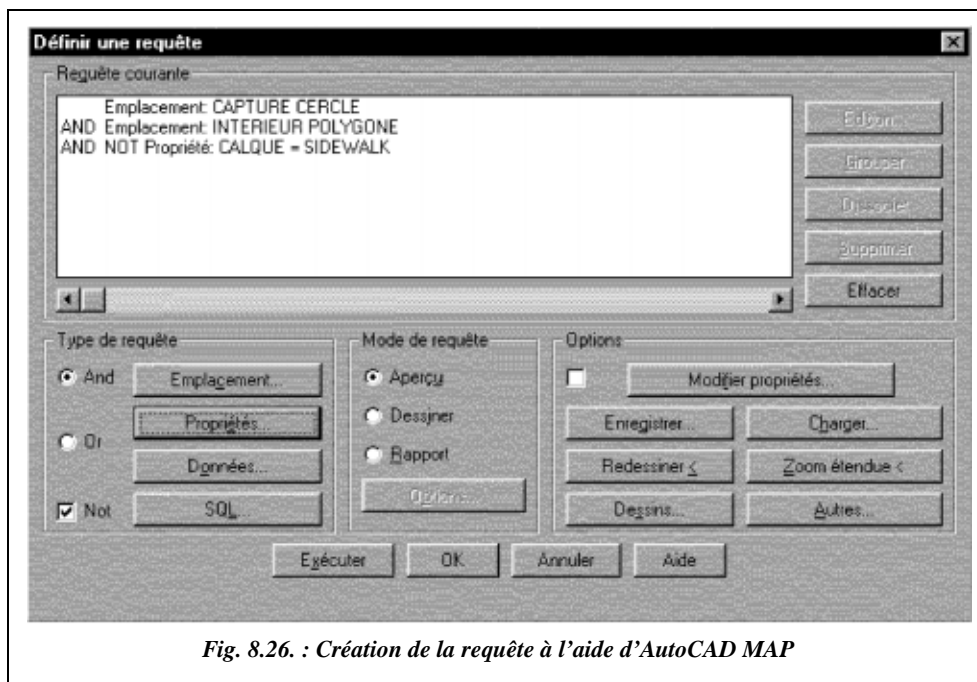 Définir une requête
Requête courante
Emplacement: CAPTURE CERCLE
AND Emplacement: INTERIEUR POLYGONE
AND NOT Propriété: CALQUE = SIDEWALK
Edition...
Grouper
Dissocier
Supprimer
Effacer
Type de requête
And
Emplacement...
Propriétés...
Or
Données...
Not
SQL...
Mode de requête
Aperçu
Dessiner
Rapport
Options...
Options
Modifier propriétés...
Enregistrer...
Charger...
Redessiner <
Zoom étendue <
Dessins...
Autres...
Exécuter
OK
Annuler
Aide
Fig. 8.26. : Création de la requête à l'aide d'AutoCAD MAP